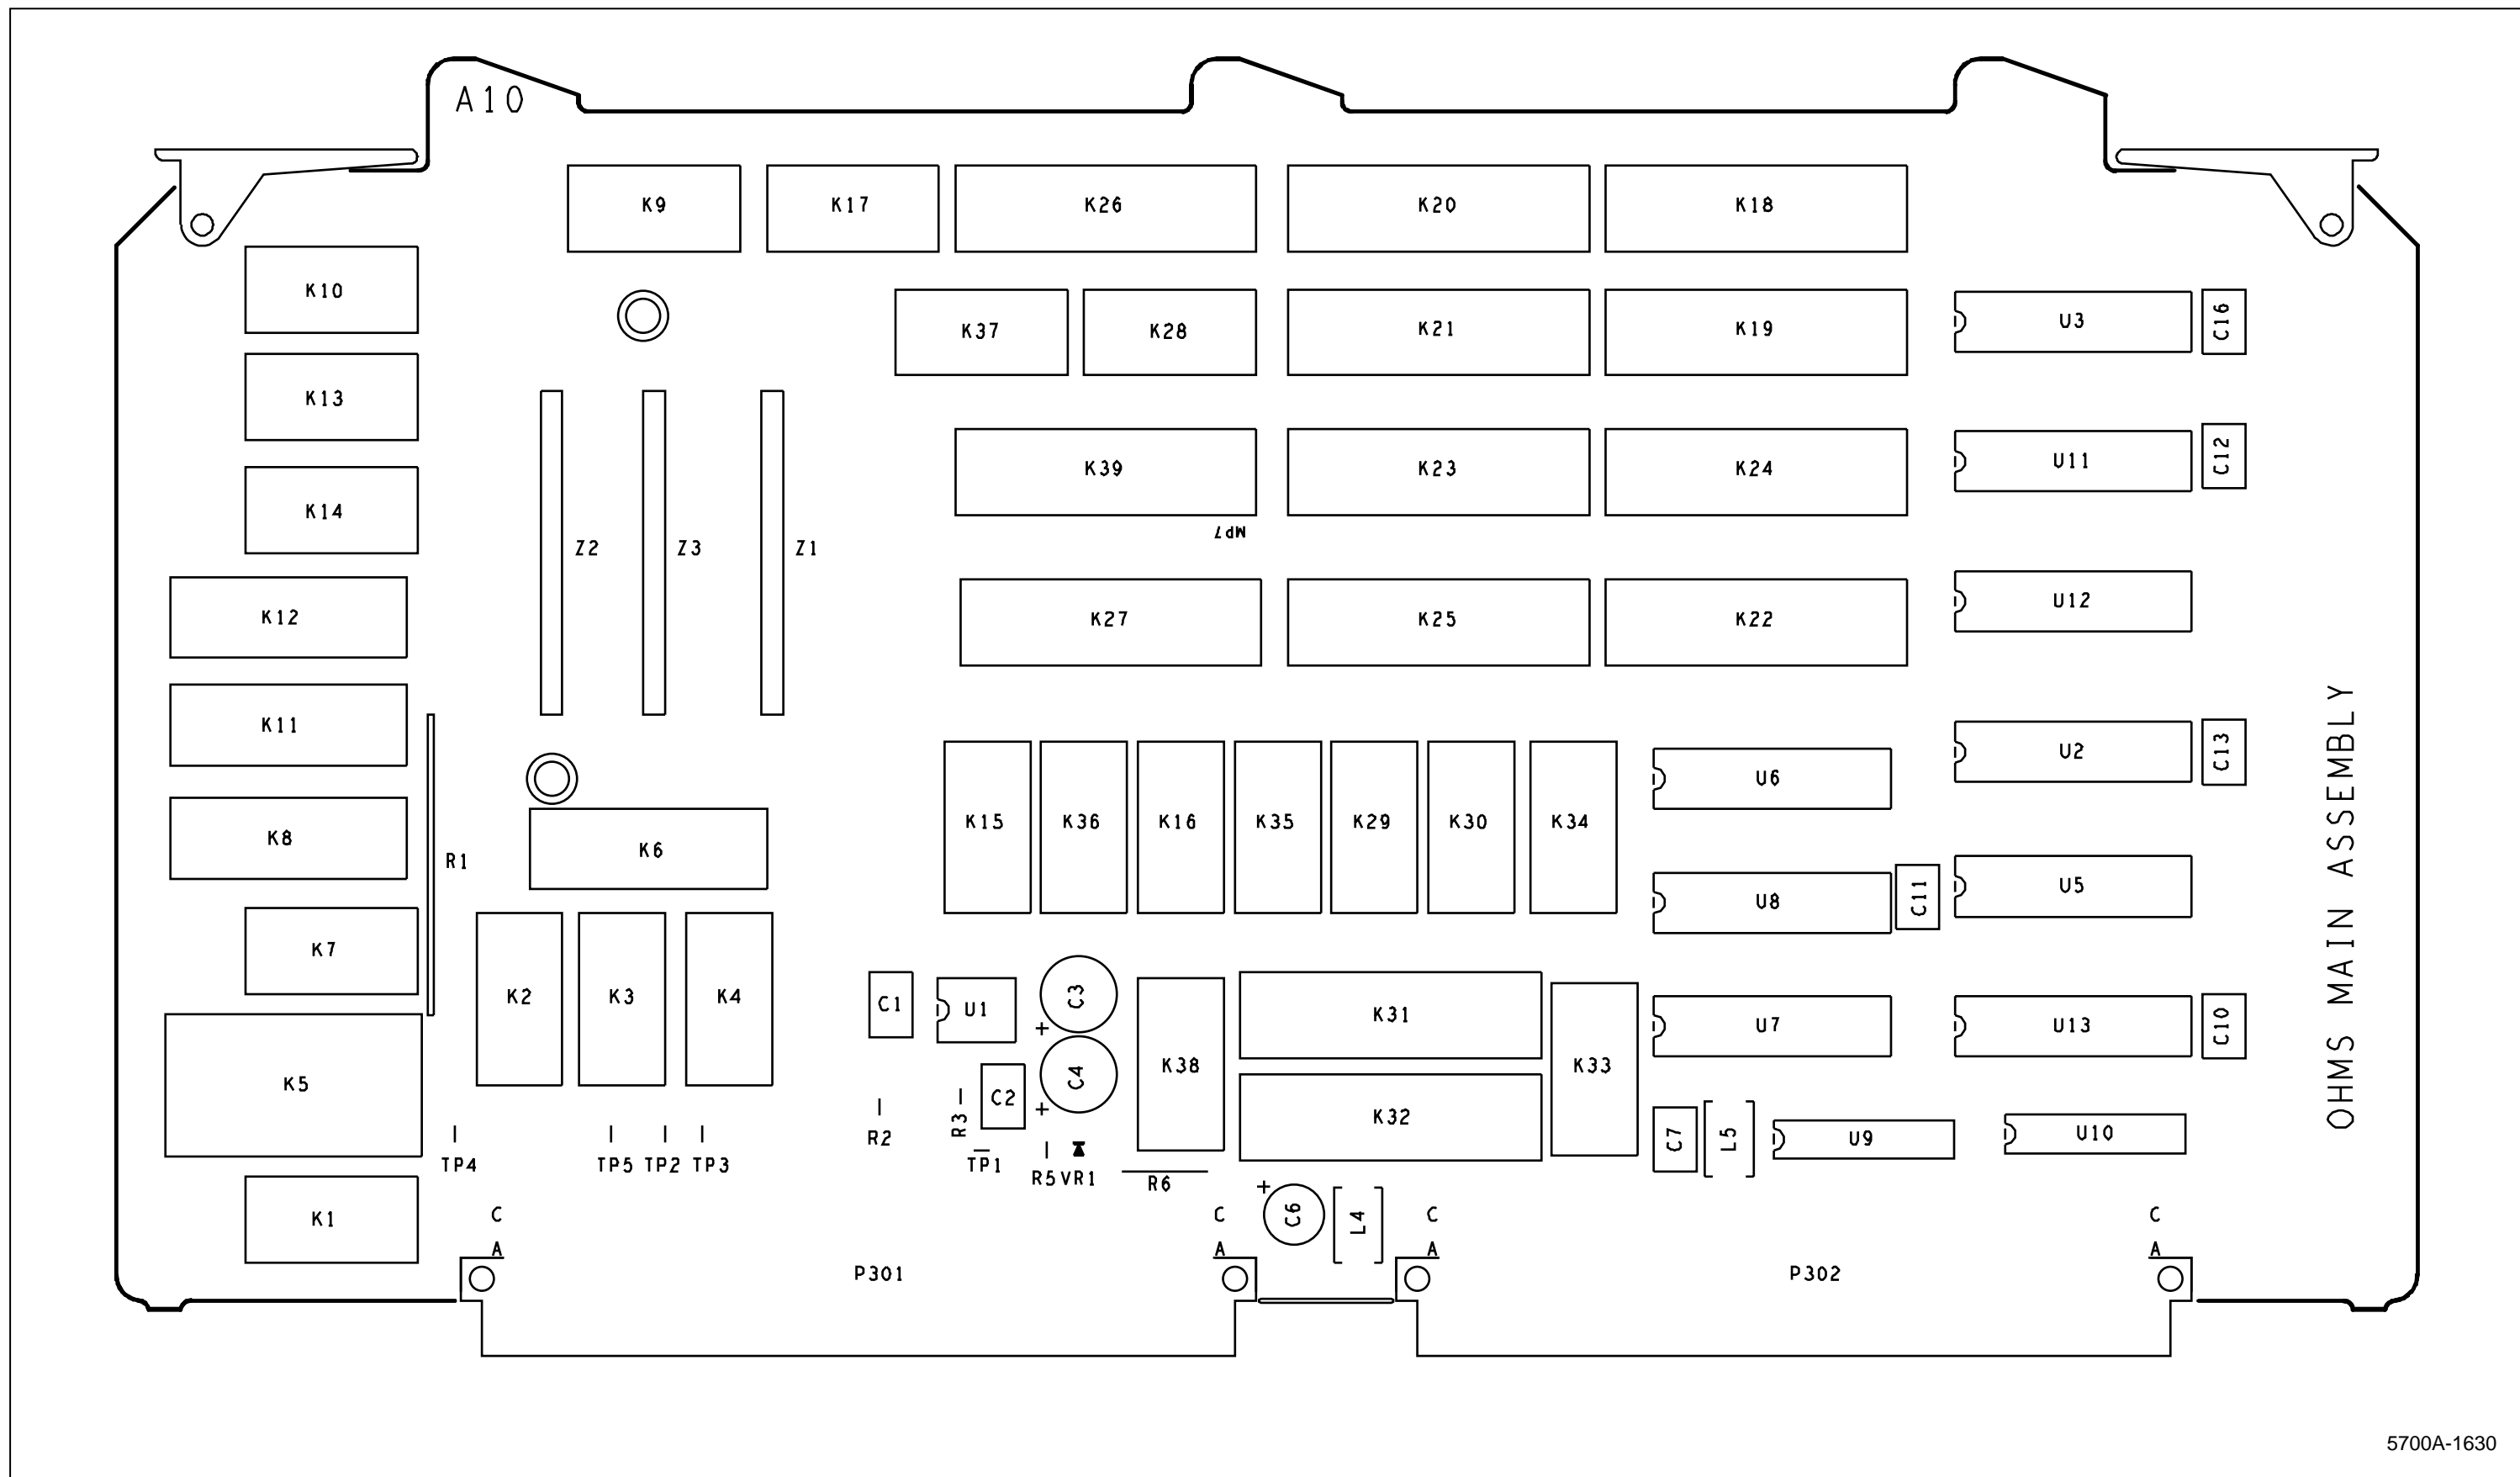 A10
K9 K17 K26 K20 K18
K10
K37 K28 K21 K19 U3 C16
K13
K39 K23 K24 U11 C12
K14
MP7
Z2 Z3 Z1
K12 K27 K25 K22 U12
K11 U2 C13
U6
K8 K6 K15 K36 K16 K35 K29 K30 K34
R1
U8 C11 U5
K7
K2 K3 K4 C1 U1 C3 K31 U7 U13 C10
+
K5 C4 K38 K33
C2 +
R3 K32
R2 C7 L5 U9 U10
TP4 TP5 TP2 TP3 TP1 R5 VR1 R6
OHMS MAIN ASSEMBLY
+
K1 C C C6 L4 C C
A A A A
P301 P302
5700A-1630